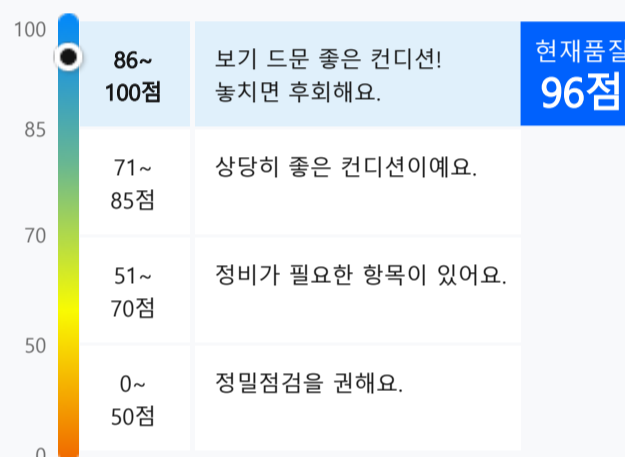 100
86~
100점
보기 드문 좋은 컨디션!
놓치면 후회해요.
현재품질
96점
85
71~
85점
상당히 좋은 컨디션이예요.
70
51~
70점
정비가 필요한 항목이 있어요.
50
0~
50점
정밀점검을 권해요.
0